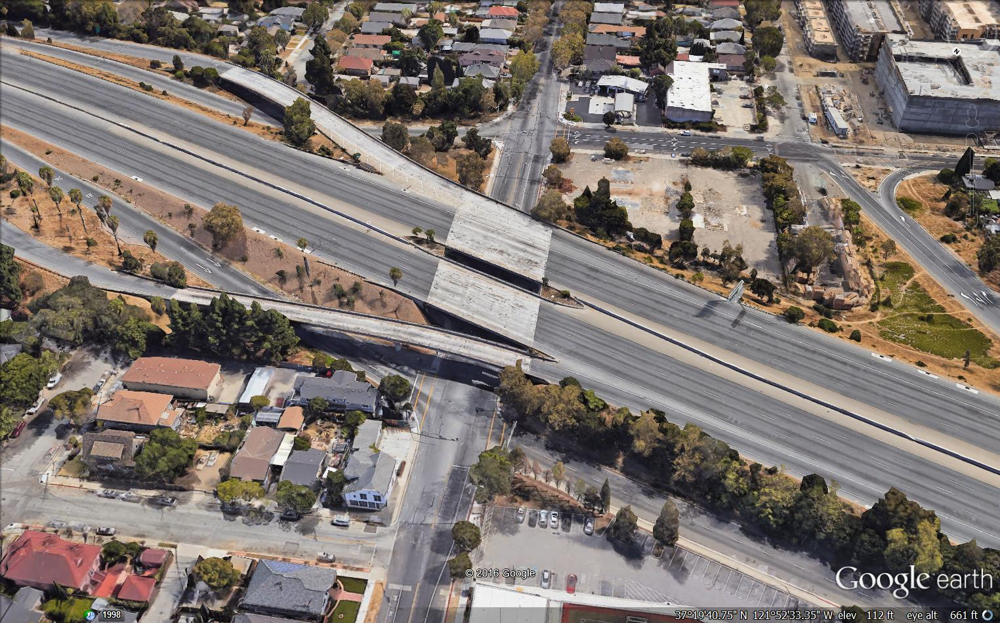 N
© 2016 Google
Google earth
1998
37°19'40.75" N 121°52'33.35" W elev 112 ft eye alt 661 ft